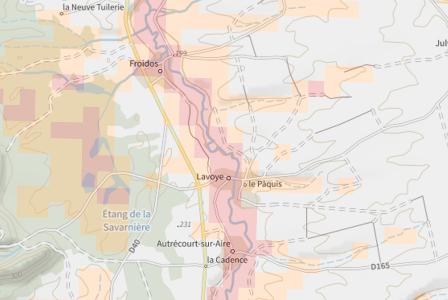 la Neuve Tuilerie
799
Froidos
Lavoye
le Pâquis
Étang de la
Savarnière
.231
D40
Autrécourt-sur-Aire
la Cadence
D165